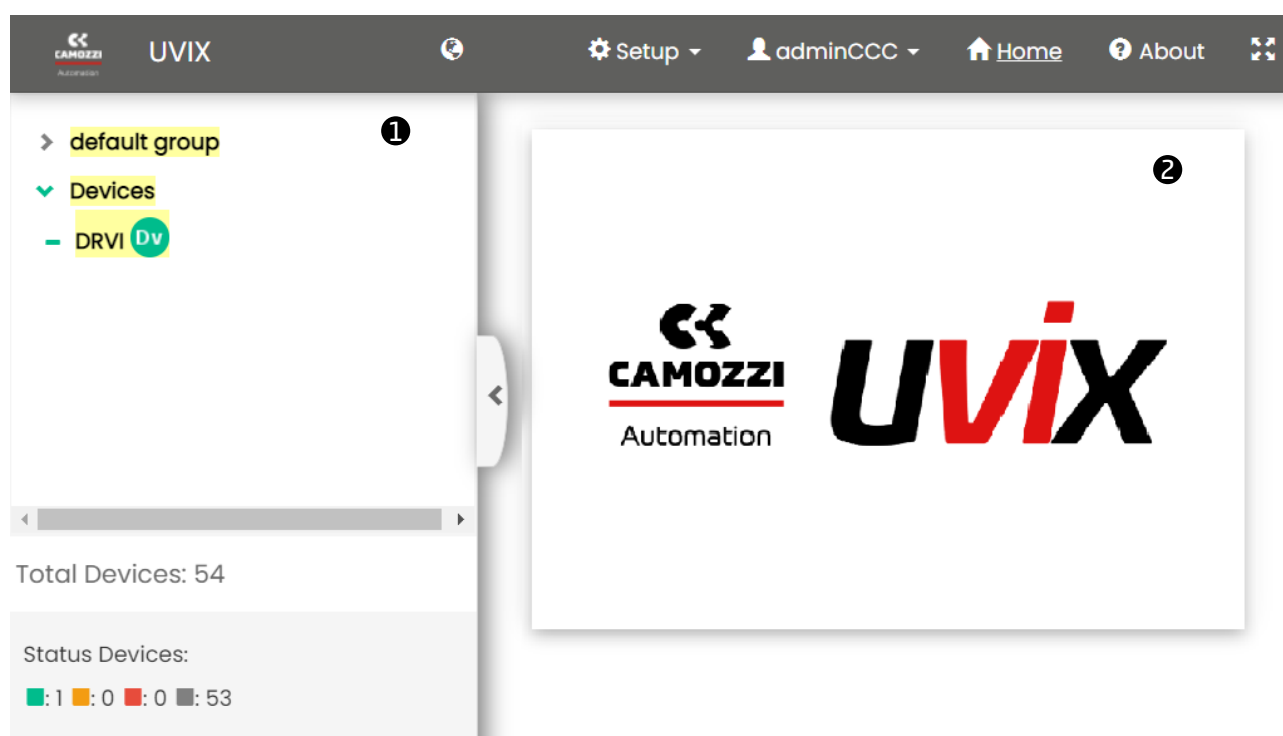 CAMOZZI
Automation
UVIX
Setup
adminCCC
Home
? About
❶
default group
Devices
DRVI Dv
Total Devices: 54
Status Devices:
: 1 : 0 : 0 : 53
❷
CAMOZZI
Automation
UViX